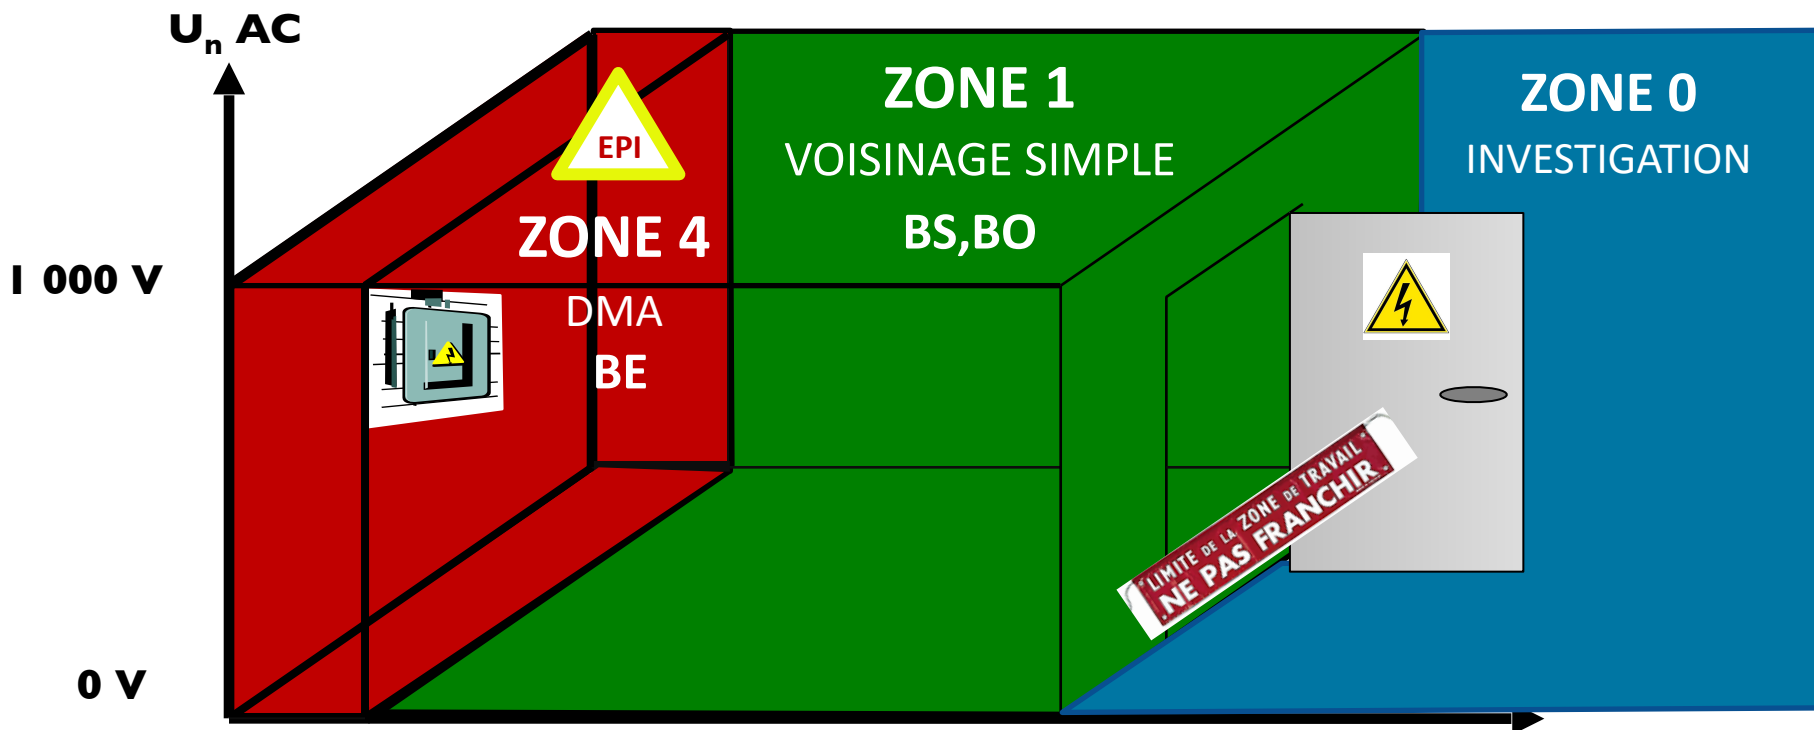 Un AC
1 000 V
0 V
EPI
ZONE 4
DMA
BE
ZONE 1
VOISINAGE SIMPLE
BS,BO
ZONE 0
INVESTIGATION
LIMITE DE LA ZONE DE TRAVAIL
NE PAS FRANCHIR